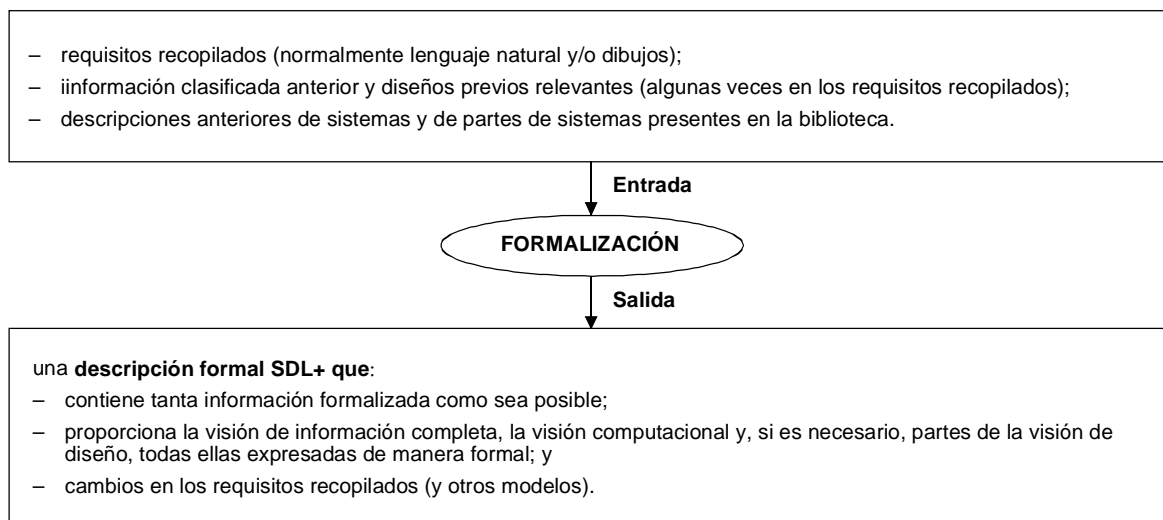 – requisitos recopilados (normalmente lenguaje natural y/o dibujos);
– iinformación clasificada anterior y diseños previos relevantes (algunas veces en los requisitos recopilados);
– descripciones anteriores de sistemas y de partes de sistemas presentes en la biblioteca.
Entrada
FORMALIZACIÓN
Salida
una descripción formal SDL+ que:
– contiene tanta información formalizada como sea posible;
– proporciona la visión de información completa, la visión computacional y, si es necesario, partes de la visión de
diseño, todas ellas expresadas de manera formal; y
– cambios en los requisitos recopilados (y otros modelos).